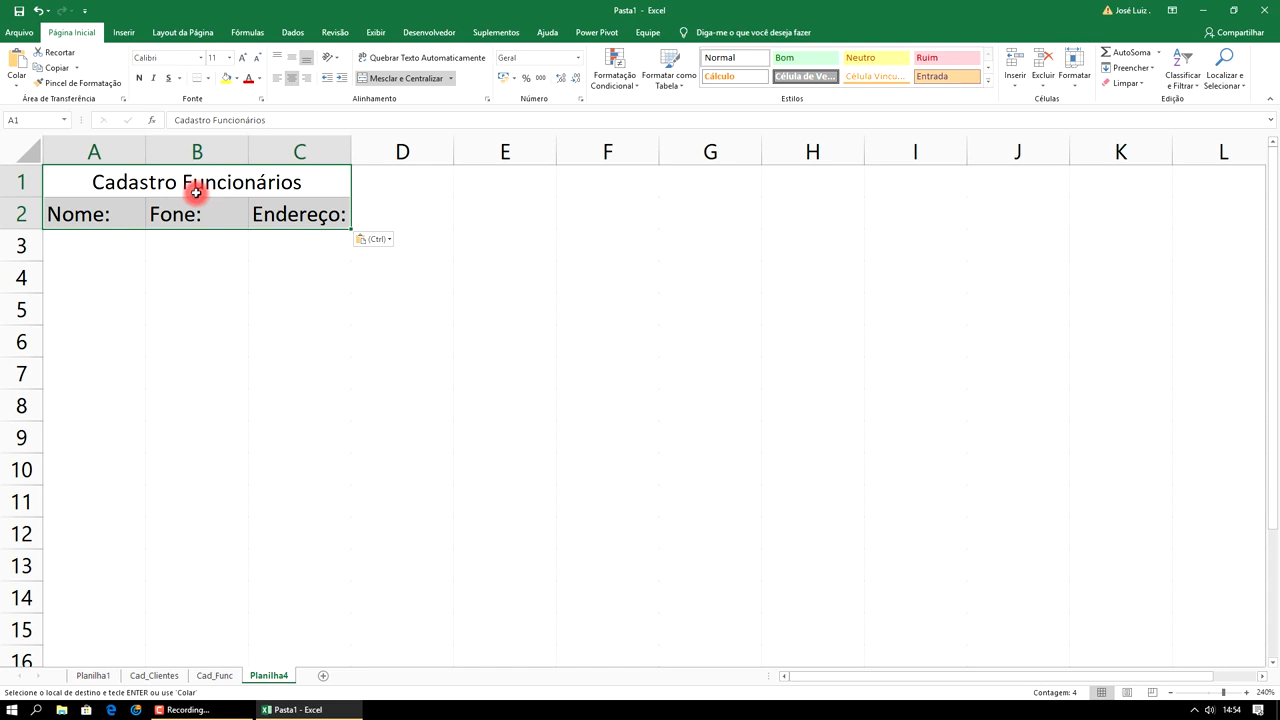 Pasta1 - Excel
José Luiz .
Arquivo
Página Inicial
Inserir
Layout da Página
Fórmulas
Dados
Revisão
Exibir
Desenvolvedor
Suplementos
Ajuda
Power Pivot
Equipe
Diga-me o que você deseja fazer
Compartilhar
Colar
Recortar
Copiar
Pincel de Formatação
Área de Transferência
Calibri
11
N I S
Fonte
Quebrar Texto Automaticamente
Mesclar e Centralizar
Alinhamento
Geral
% 000
Número
Formatação Condicional
Formatar como Tabela
Normal
Bom
Neutro
Ruim
Cálculo
Célula de Ve...
Célula Vincu...
Entrada
Estilos
Inserir
Excluir
Formatar
Células
AutoSoma
Preencher
Limpar
Classificar e Filtrar
Localizar e Selecionar
Edição
A1
fx
Cadastro Funcionários
A B C D E F G H I J K L
1 Cadastro Funcionários
2 Nome: Fone: Endereço:
(Ctrl)
3
4
5
6
7
8
9
10
11
12
13
14
15
16
Planilha1
Cad_Clientes
Cad_Func
Planilha4
Selecione o local de destino e tecle ENTER ou use 'Colar'
Contagem: 4
240%
Recording...
Pasta1 - Excel
14:54